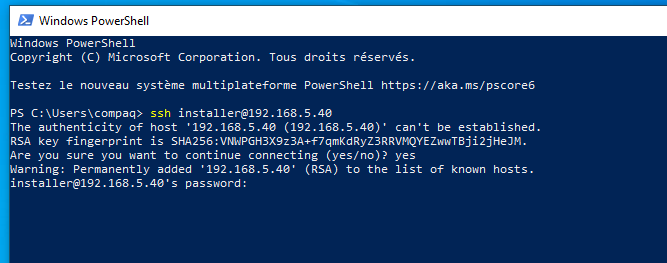 Windows PowerShell
Windows PowerShell
Copyright (C) Microsoft Corporation. Tous droits réservés.
Testez le nouveau système multiplateforme PowerShell https://aka.ms/pscore6
PS C:\Users\compaq> ssh installer@192.168.5.40
The authenticity of host '192.168.5.40 (192.168.5.40)' can't be established.
RSA key fingerprint is SHA256:VNWPGH3X9z3A+f7qmKdRyZ3RRVMQYEZwwTBji2jHeJM.
Are you sure you want to continue connecting (yes/no)? yes
Warning: Permanently added '192.168.5.40' (RSA) to the list of known hosts.
installer@192.168.5.40's password: